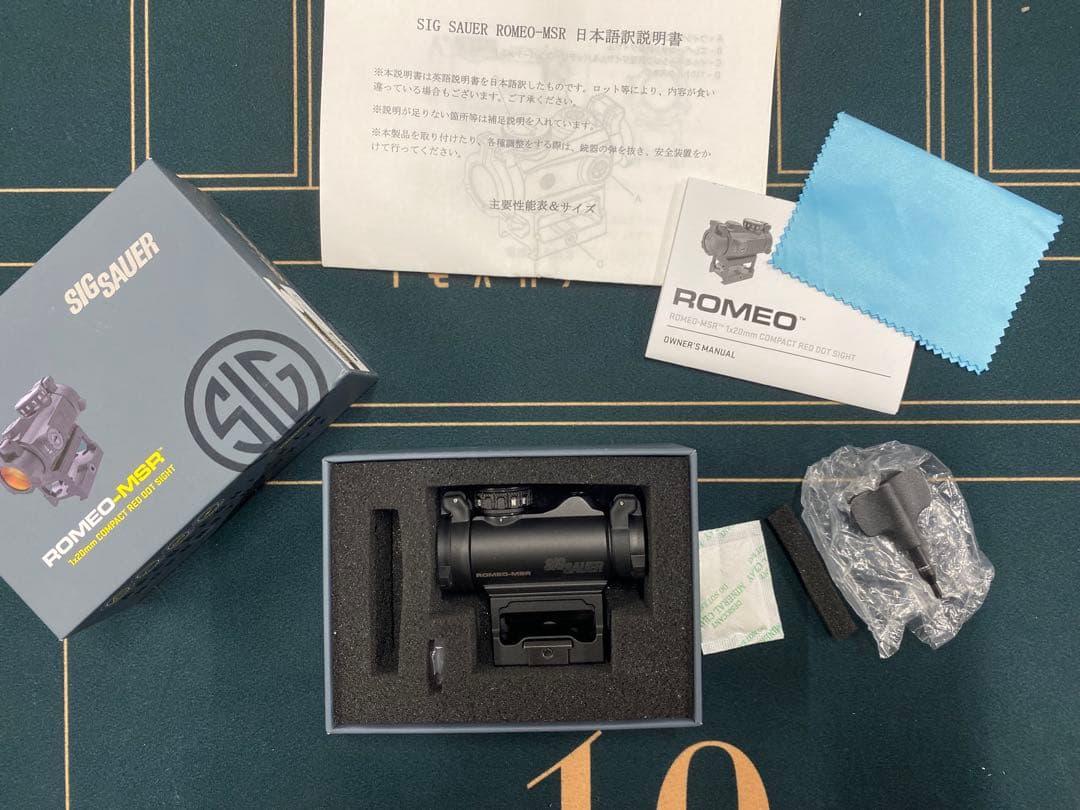 SIG SAUER ROMEO-MSR 日本語訳説明書
※本説明書は英語説明書を日本語訳したものです。ロット等により、内容が食い
違っている場合もございます。ご了承ください。
※説明が足りない箇所等は補足説明を入れています。
※本製品を取り付けたり、各種調整をする際は、銃器の弾を抜き、安全装置をか
けて行ってください。
主要性能表&サイズ
SIG SAUER
SIG
ROMEO-MSR™
1x20mm COMPACT RED DOT SIGHT
ROMEO™
ROMEO-MSR™ 1x20mm COMPACT RED DOT SIGHT
OWNER'S MANUAL
ROMEO-MSR
SIG SAUER
DESICCANT
10